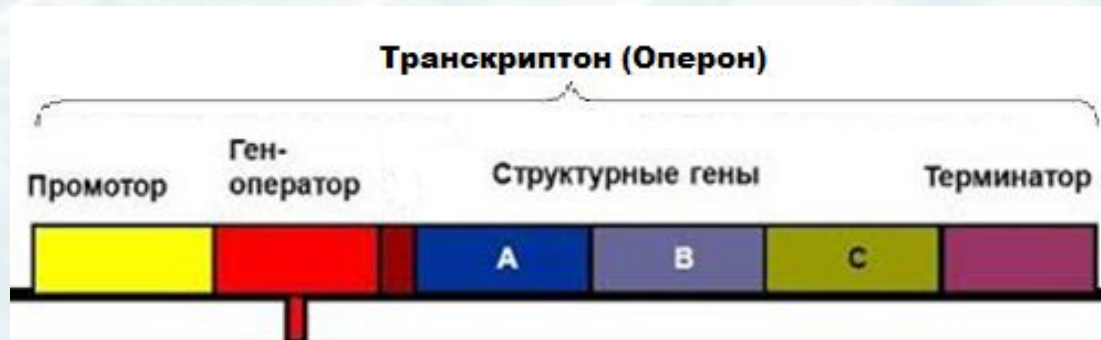 Транскриптон (Оперон)
Промотор
Ген-
оператор
Структурные гены
Терминатор
A
B
C